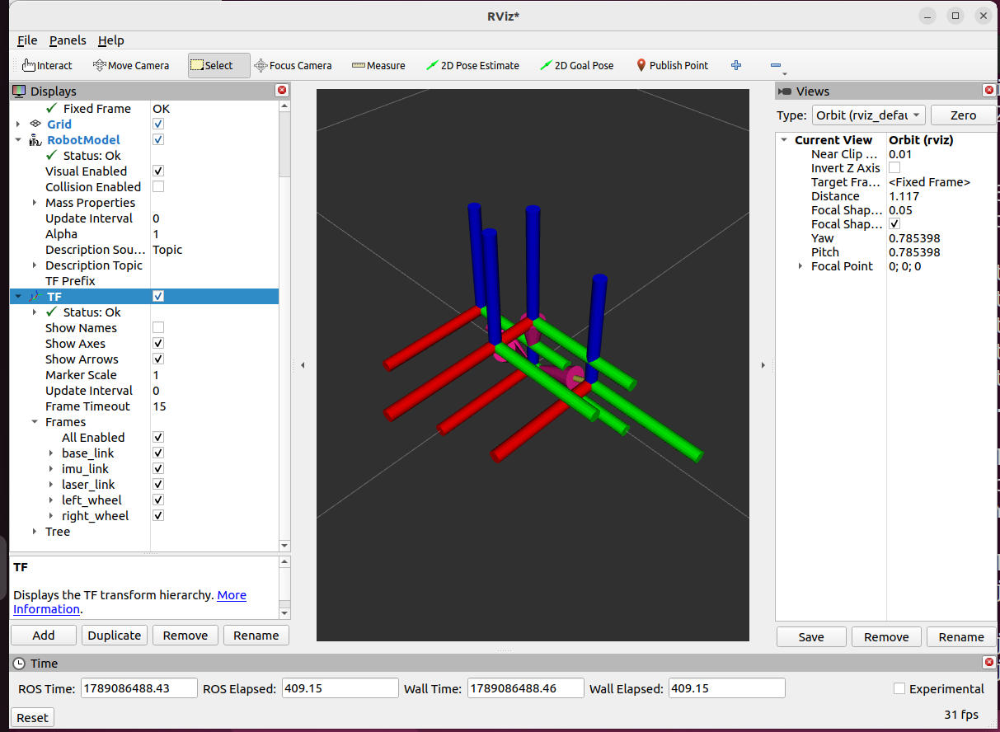 RViz*
File Panels Help
Interact Move Camera Select Focus Camera Measure 2D Pose Estimate 2D Goal Pose Publish Point
Displays
Fixed Frame OK
Grid
RobotModel
Status: Ok
Visual Enabled
Collision Enabled
Mass Properties
Update Interval 0
Alpha 1
Description Sou... Topic
Description Topic
TF Prefix
TF
Status: Ok
Show Names
Show Axes
Show Arrows
Marker Scale 1
Update Interval 0
Frame Timeout 15
Frames
All Enabled
base_link
imu_link
laser_link
left_wheel
right_wheel
Tree
TF
Displays the TF transform hierarchy. More
Information.
Add Duplicate Remove Rename
Views
Type: Orbit (rviz_defau Zero
Current View Orbit (rviz)
Near Clip ... 0.01
Invert Z Axis
Target Fra... <Fixed Frame>
Distance 1.117
Focal Shap... 0.05
Focal Shap...
Yaw 0.785398
Pitch 0.785398
Focal Point 0; 0; 0
Save Remove Rename
Time
ROS Time: 1789086488.43 ROS Elapsed: 409.15 Wall Time: 1789086488.46 Wall Elapsed: 409.15 Experimental
Reset 31 fps